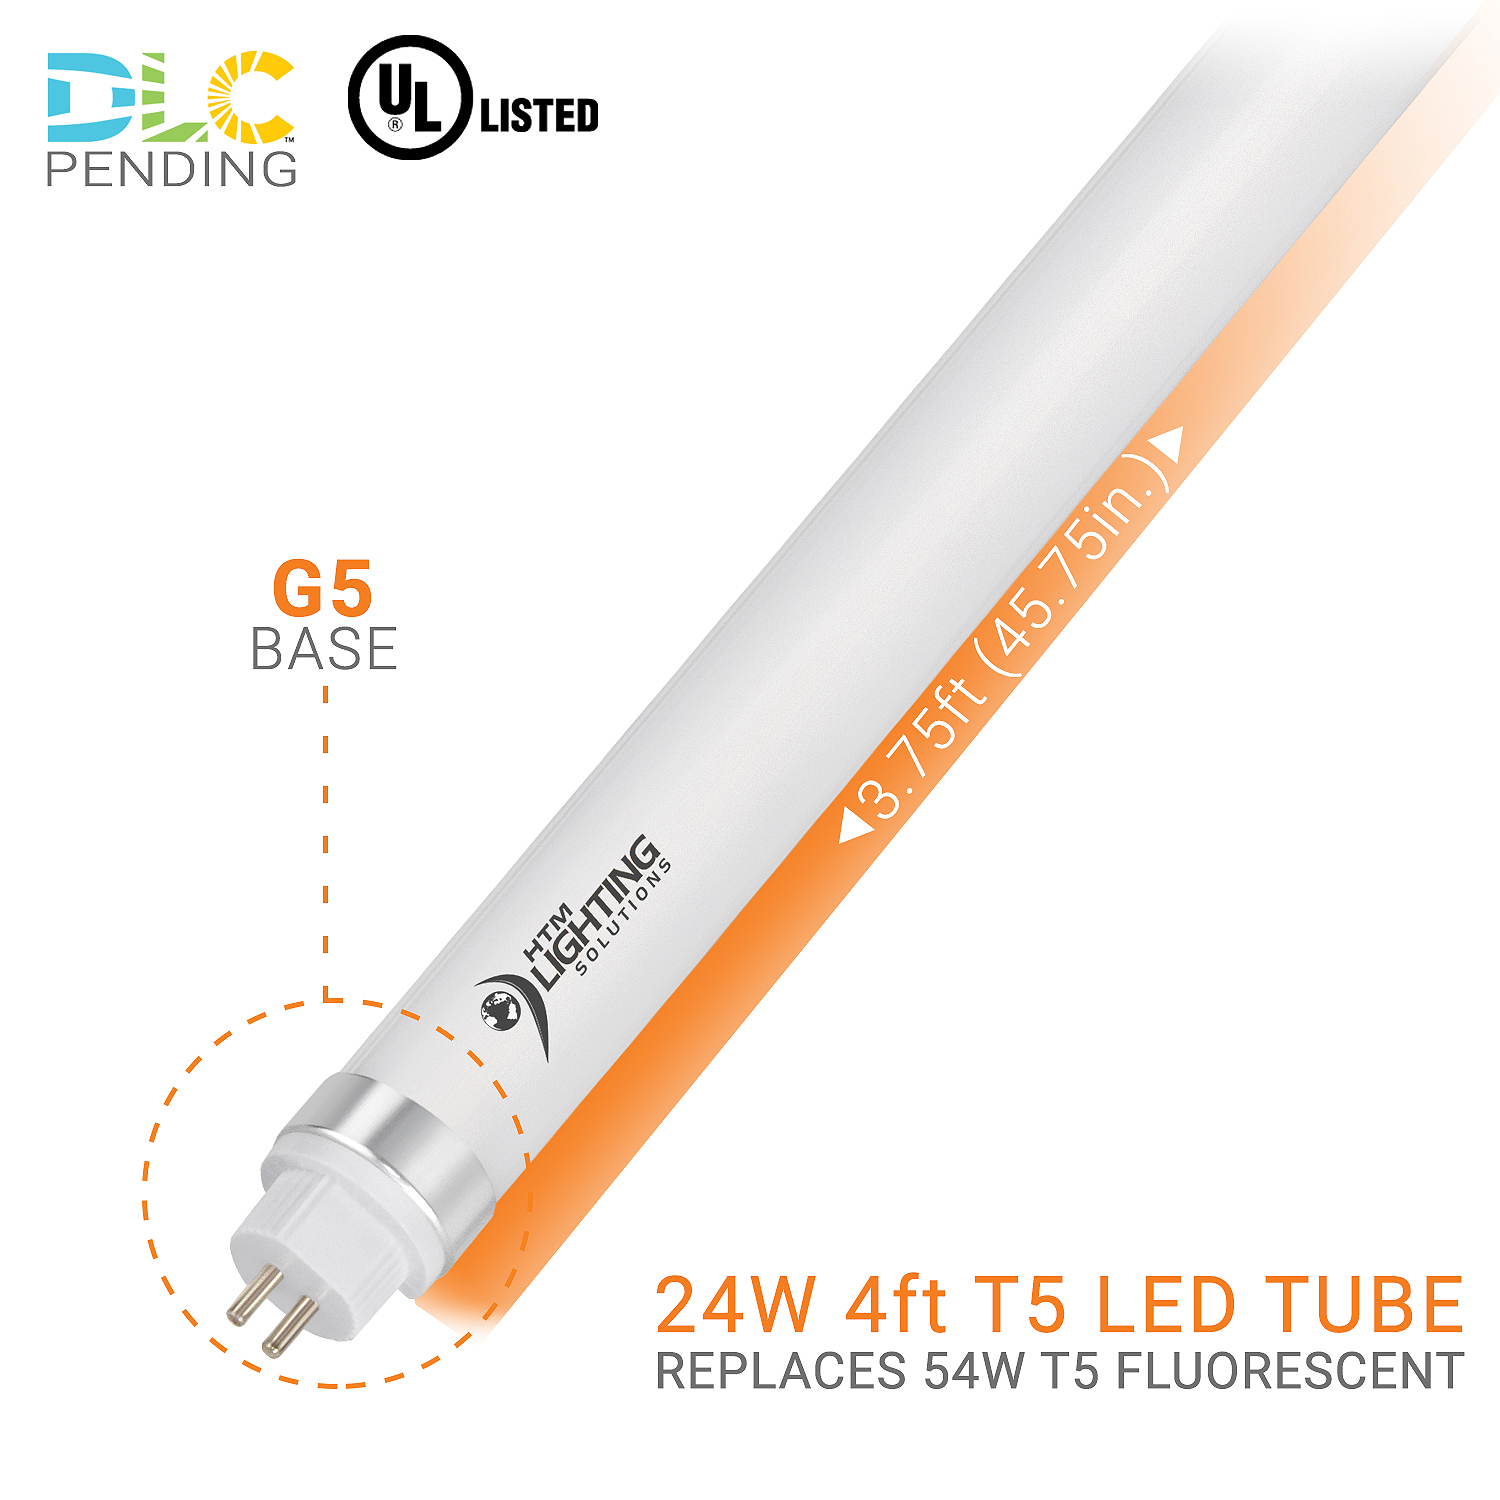 DLC™
PENDING
UL® LISTED
G5
BASE
3.75ft (45.75in.)
HTM
LIGHTING
SOLUTIONS
24W 4ft T5 LED TUBE
REPLACES 54W T5 FLUORESCENT